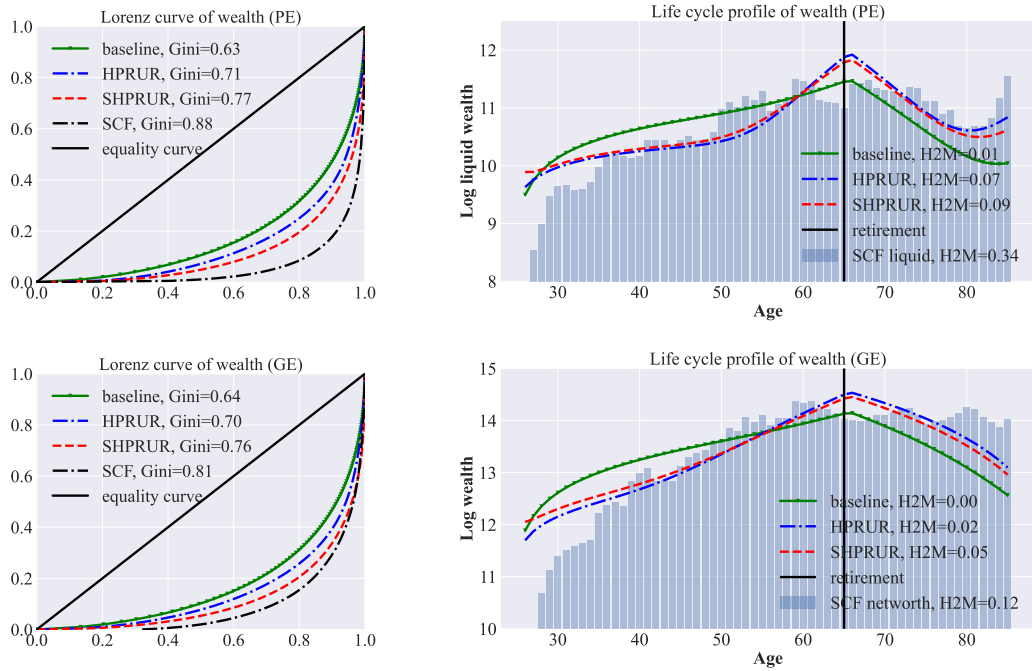 Lorenz curve of wealth (PE)
1.0
0.8
0.6
0.4
0.2
0.0
baseline, Gini=0.63
HPRUR, Gini=0.71
SHPRUR, Gini=0.77
SCF, Gini=0.88
equality curve
0.0 0.2 0.4 0.6 0.8 1.0
Life cycle profile of wealth (PE)
Log liquid wealth
12
11
10
9
8
baseline, H2M=0.01
HPRUR, H2M=0.07
SHPRUR, H2M=0.09
retirement
SCF liquid, H2M=0.34
30 40 50 60 70 80
Age
Lorenz curve of wealth (GE)
1.0
0.8
0.6
0.4
0.2
0.0
baseline, Gini=0.64
HPRUR, Gini=0.70
SHPRUR, Gini=0.76
SCF, Gini=0.81
equality curve
0.0 0.2 0.4 0.6 0.8 1.0
Life cycle profile of wealth (GE)
Log wealth
15
14
13
12
11
10
baseline, H2M=0.00
HPRUR, H2M=0.02
SHPRUR, H2M=0.05
retirement
SCF networth, H2M=0.12
30 40 50 60 70 80
Age